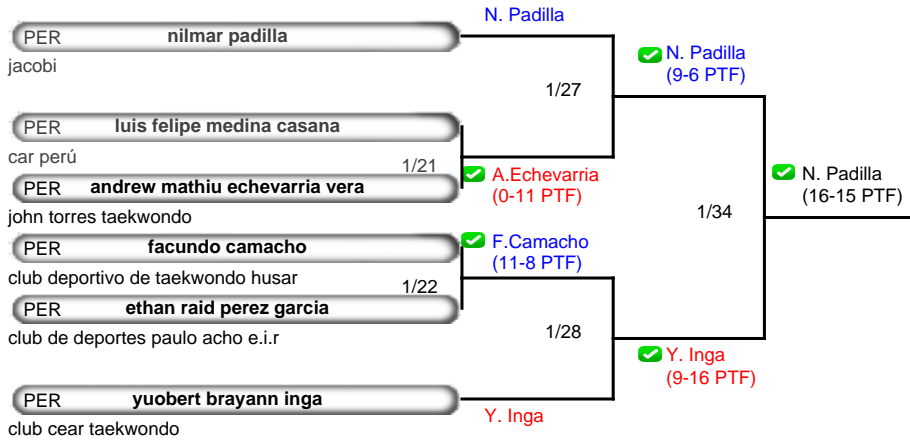 N. Padilla
PER nilmar padilla
jacobi
N. Padilla
(9-6 PTF)
1/27
PER luis felipe medina casana
car perú
1/21
A.Echevarria
(0-11 PTF)
PER andrew mathiu echevarria vera
john torres taekwondo
N. Padilla
(16-15 PTF)
1/34
PER facundo camacho
club deportivo de taekwondo husar
F.Camacho
(11-8 PTF)
1/22
PER ethan raid perez garcia
club de deportes paulo acho e.i.r
1/28
Y. Inga
(9-16 PTF)
PER yuobert brayann inga
club cear taekwondo
Y. Inga